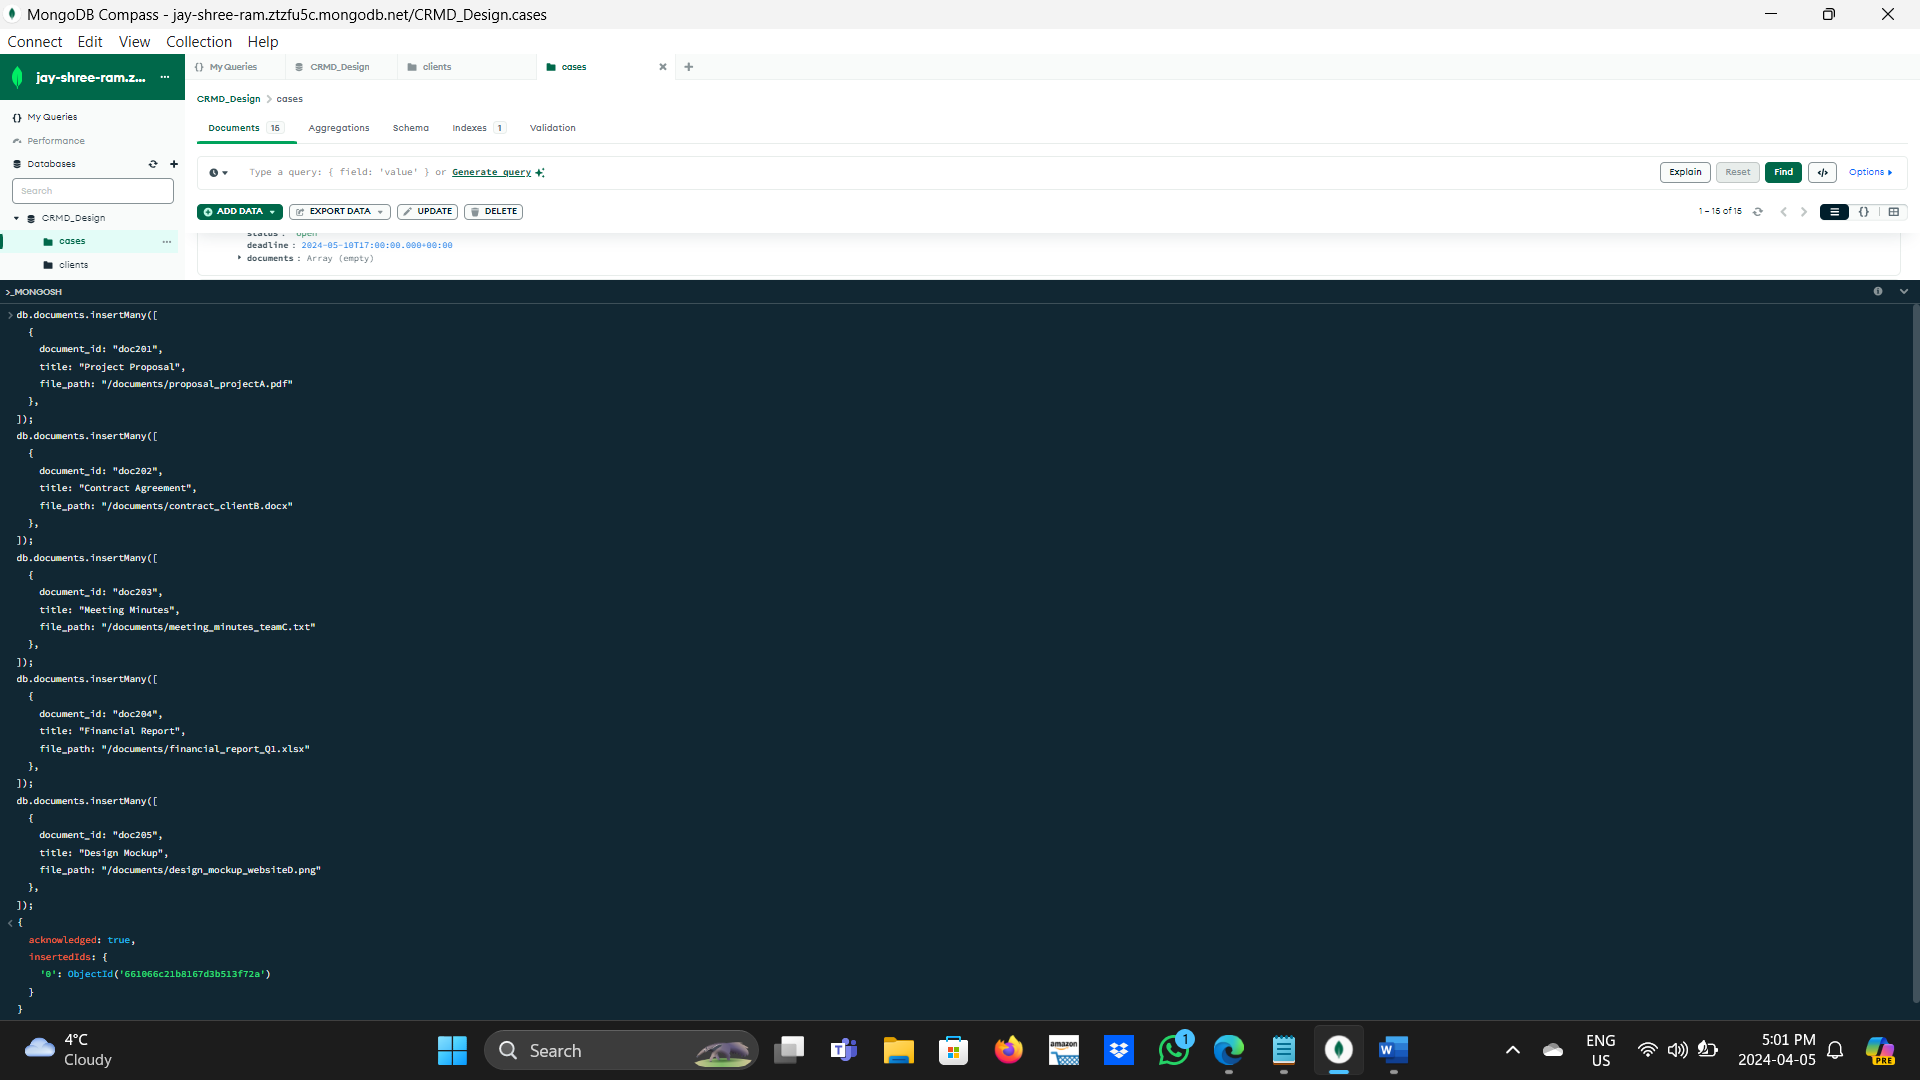 MongoDB Compass - jay-shree-ram.ztzfu5c.mongodb.net/CRMD_Design.cases
Connect Edit View Collection Help
jay-shree-ram.z... ...
{} My Queries
CRMD_Design
clients
cases
{} My Queries
Performance
Databases
Search
CRMD_Design
cases ...
clients
CRMD_Design > cases
Documents 15 Aggregations Schema Indexes 1 Validation
Type a query: { field: 'value' } or Generate query
Explain Reset Find </> Options
ADD DATA EXPORT DATA UPDATE DELETE
1 – 15 of 15 {}
status : "open"
deadline : 2024-05-10T17:00:00.000+00:00
documents : Array (empty)
>_MONGOSH
> db.documents.insertMany([
{
document_id: "doc201",
title: "Project Proposal",
file_path: "/documents/proposal_projectA.pdf"
},
]);
db.documents.insertMany([
{
document_id: "doc202",
title: "Contract Agreement",
file_path: "/documents/contract_clientB.docx"
},
]);
db.documents.insertMany([
{
document_id: "doc203",
title: "Meeting Minutes",
file_path: "/documents/meeting_minutes_teamC.txt"
},
]);
db.documents.insertMany([
{
document_id: "doc204",
title: "Financial Report",
file_path: "/documents/financial_report_Q1.xlsx"
},
]);
db.documents.insertMany([
{
document_id: "doc205",
title: "Design Mockup",
file_path: "/documents/design_mockup_websiteD.png"
},
]);
< {
acknowledged: true,
insertedIds: {
'0': ObjectId('661066c21b8167d3b513f72a')
}
}
4°C
Cloudy
Search
amazon
1
ENG
US
5:01 PM
2024-04-05
PRE